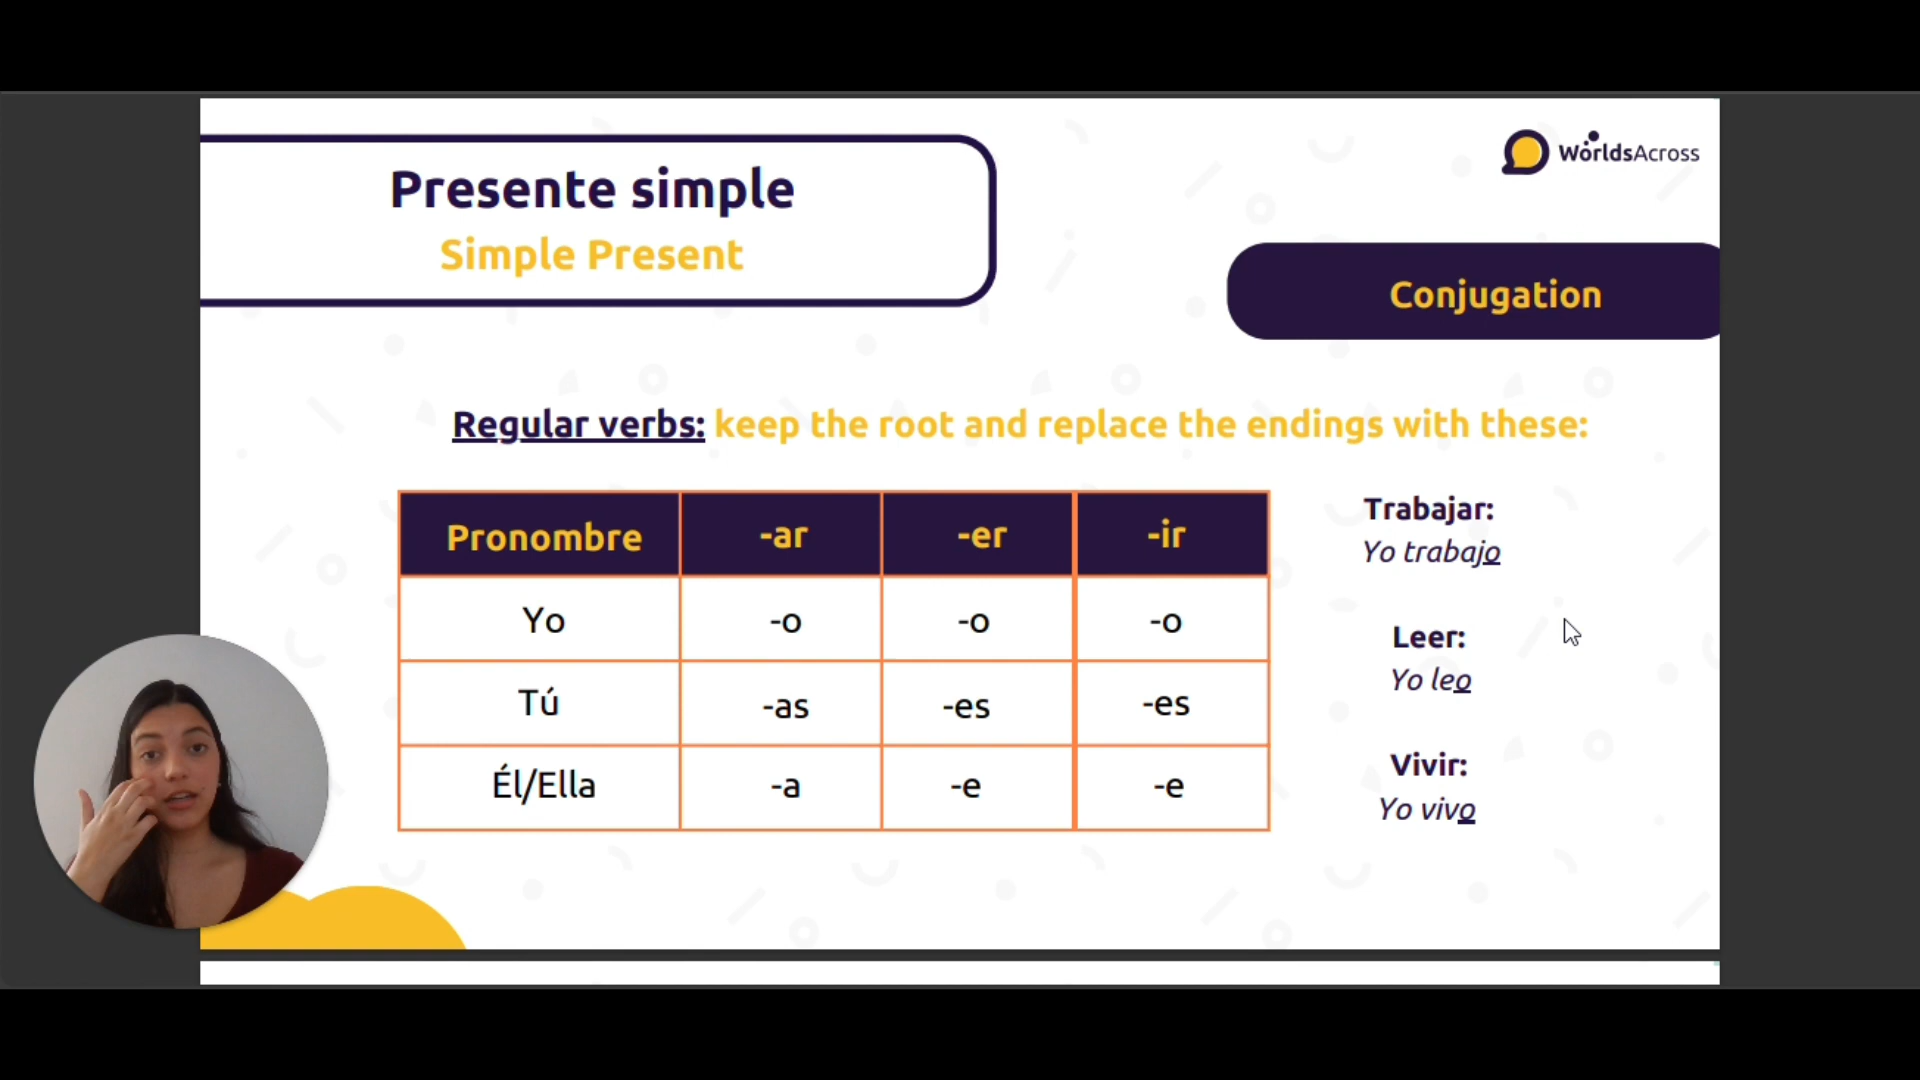 Presente simple
Simple Present
WorldsAcross
Conjugation
Regular verbs: keep the root and replace the endings with these:
Pronombre -ar -er -ir
Yo -o -o -o
Tú -as -es -es
Él/Ella -a -e -e
Trabajar:
Yo trabajo
Leer:
Yo leo
Vivir:
Yo vivo